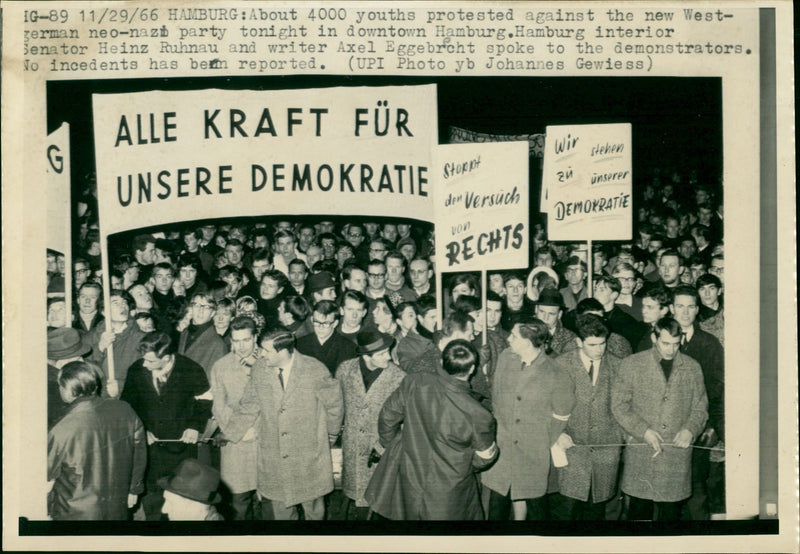 IG-89 11/29/66 HAMBURG:About 4000 youths protested against the new West-
german neo-nazi party tonight in downtown Hamburg.Hamburg interior
Senator Heinz Ruhnau and writer Axel Eggebrecht spoke to the demonstrators.
No incedents has been reported. (UPI Photo yb Johannes Gewiess)
G
ALLE KRAFT FÜR
UNSERE DEMOKRATIE
Stoppt
den Versuch
von
RECHTS
Wir stehen
zu unserer
DEMOKRATIE